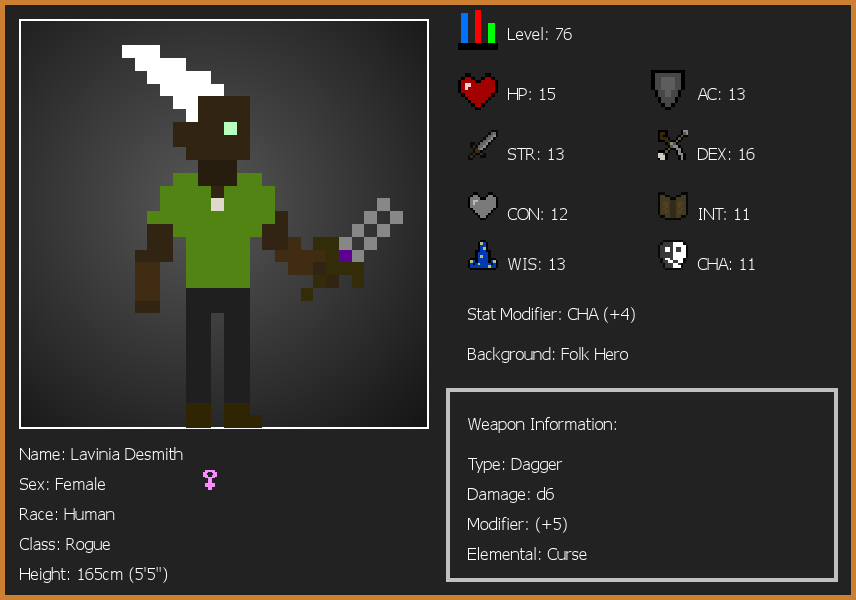 Level: 76
HP: 15
AC: 13
STR: 13
DEX: 16
CON: 12
INT: 11
WIS: 13
CHA: 11
Stat Modifier: CHA (+4)
Background: Folk Hero
Weapon Information:
Type: Dagger
Damage: d6
Modifier: (+5)
Elemental: Curse
Name: Lavinia Desmith
Sex: Female
Race: Human
Class: Rogue
Height: 165cm (5'5")